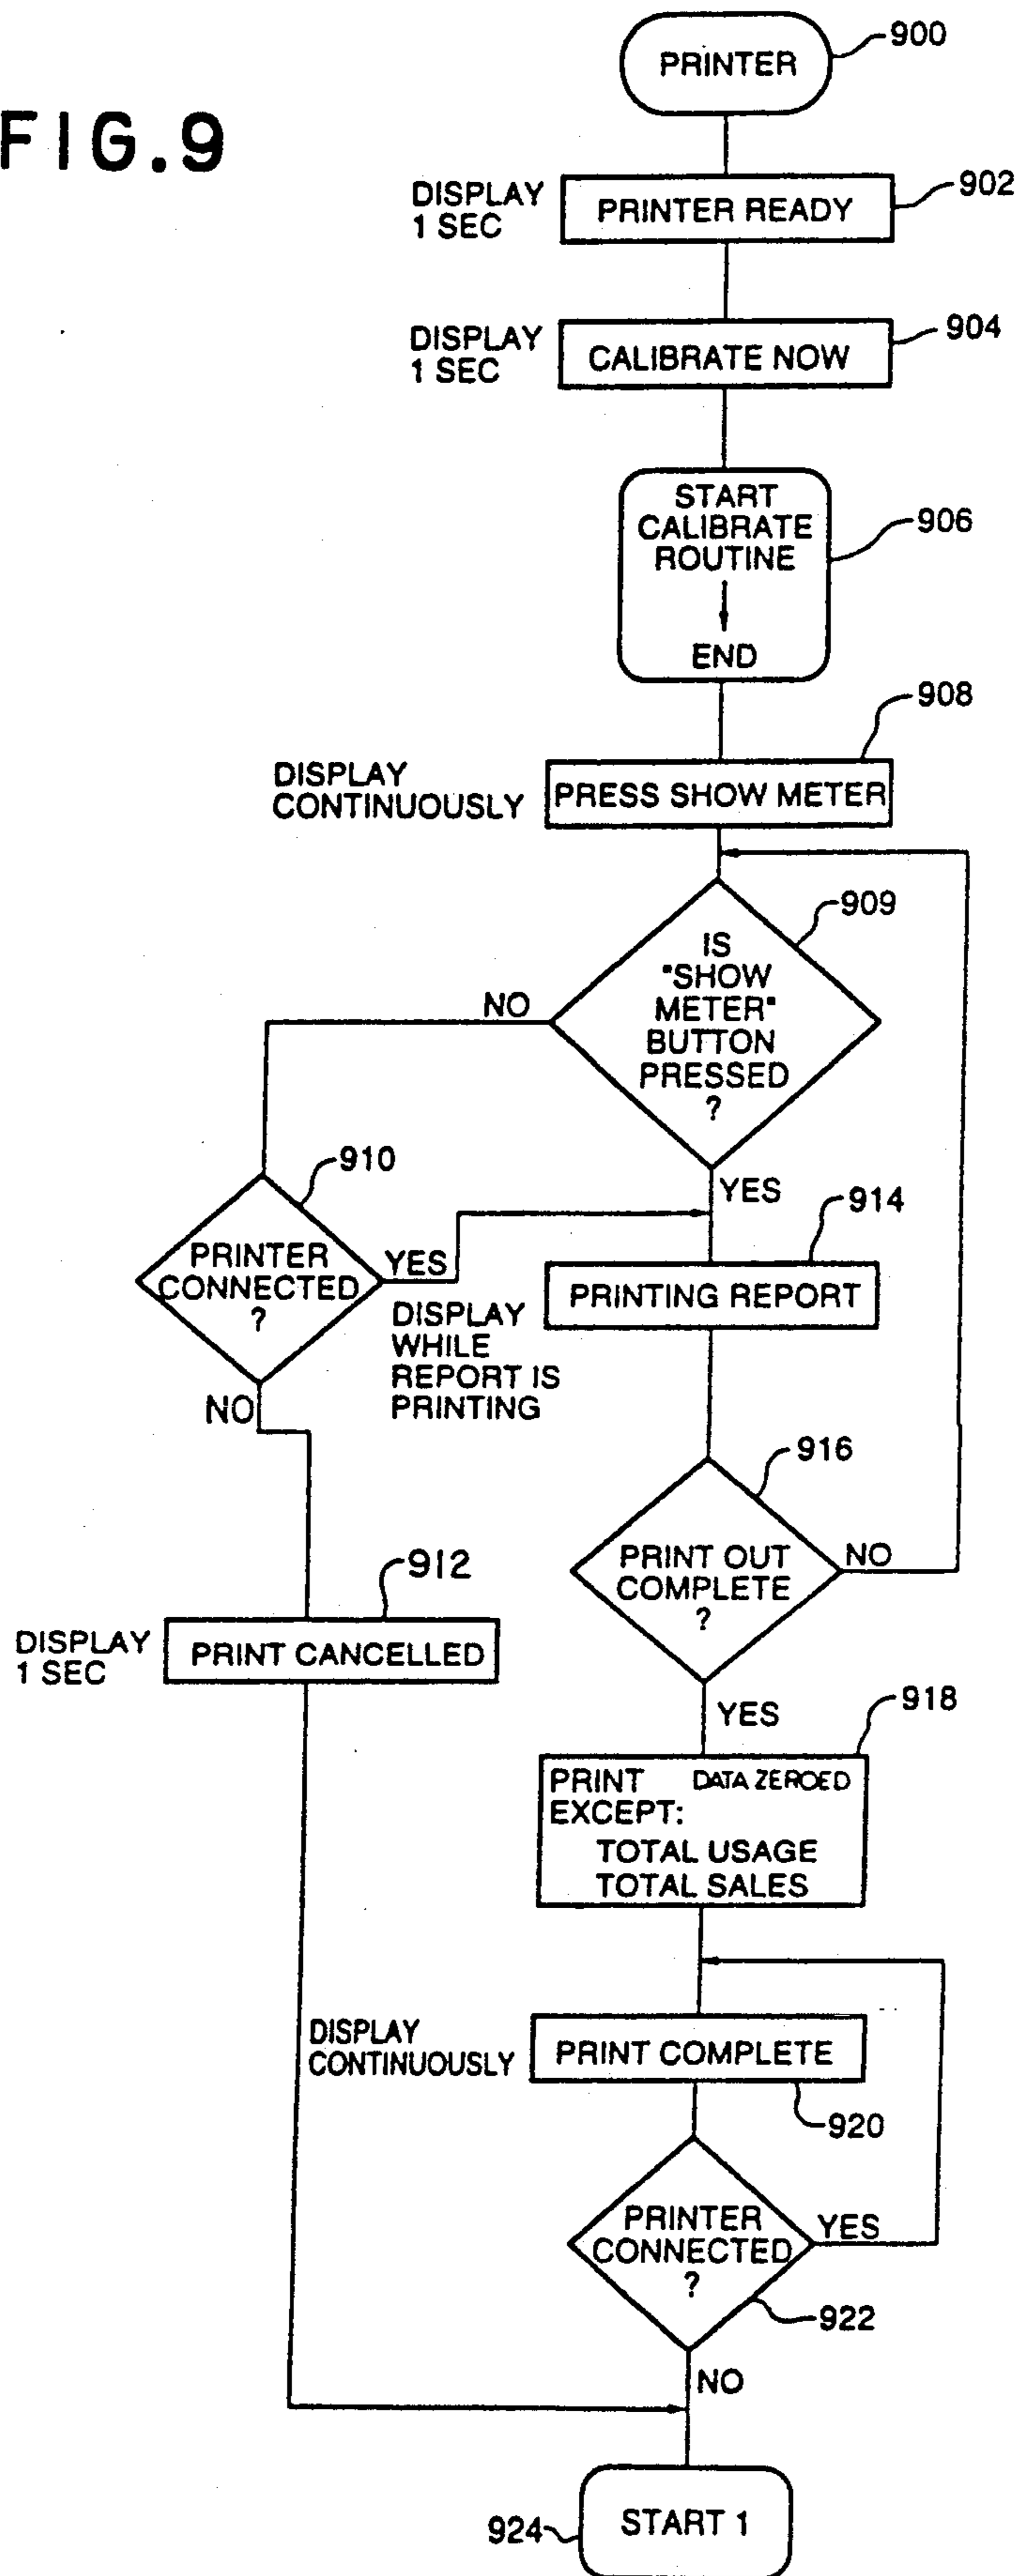 FIG.9
PRINTER
900
DISPLAY
1 SEC
PRINTER READY
902
DISPLAY
1 SEC
CALIBRATE NOW
904
START
CALIBRATE
ROUTINE
END
906
908
DISPLAY
CONTINUOUSLY
PRESS SHOW METER
909
IS
"SHOW
METER"
BUTTON
PRESSED
?
NO
YES
910
PRINTER
CONNECTED
?
YES
NO
914
PRINTING REPORT
DISPLAY
WHILE
REPORT IS
PRINTING
916
PRINT OUT
COMPLETE
?
NO
YES
912
DISPLAY
1 SEC
PRINT CANCELLED
918
PRINT DATA ZEROED
EXCEPT:
TOTAL USAGE
TOTAL SALES
DISPLAY
CONTINUOUSLY
PRINT COMPLETE
920
PRINTER
CONNECTED
?
YES
922
NO
START 1
924